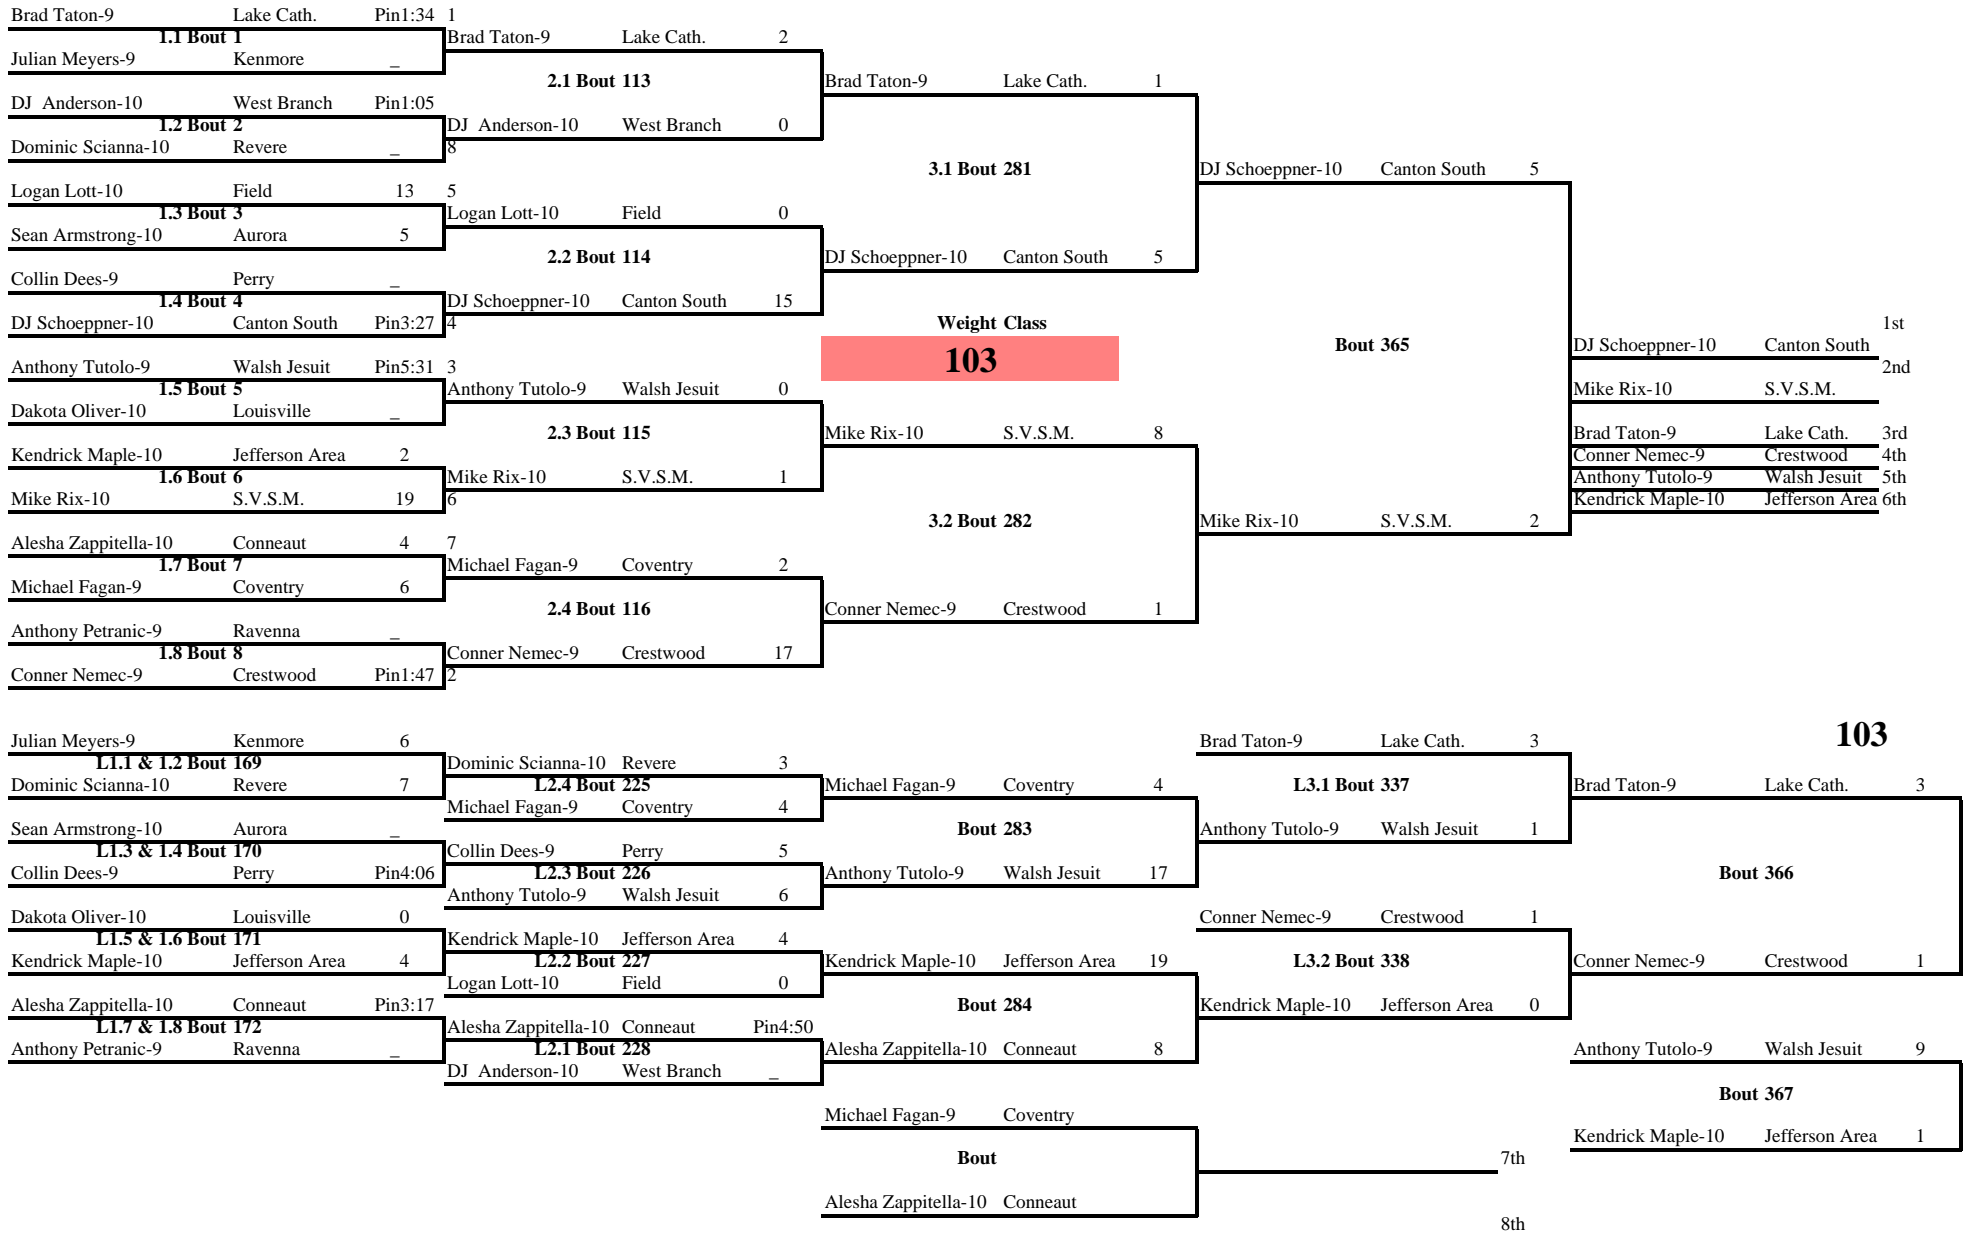 Brad Taton-9 Lake Cath. Pin1:34 1
1.1 Bout 1 Brad Taton-9 Lake Cath. 2
Julian Meyers-9 Kenmore _
2.1 Bout 113 Brad Taton-9 Lake Cath. 1
DJ  Anderson-10 West Branch Pin1:05
1.2 Bout 2 DJ  Anderson-10 West Branch 0
Dominic Scianna-10 Revere _ 8
3.1 Bout 281 DJ Schoeppner-10 Canton South 5
Logan Lott-10 Field 13 5
1.3 Bout 3 Logan Lott-10 Field 0
Sean Armstrong-10 Aurora 5
2.2 Bout 114 DJ Schoeppner-10 Canton South 5
Collin Dees-9 Perry _
1.4 Bout 4 DJ Schoeppner-10 Canton South 15
DJ Schoeppner-10 Canton South Pin3:27 4 Weight Class 1st
103 Bout 365 DJ Schoeppner-10 Canton South
Anthony Tutolo-9 Walsh Jesuit Pin5:31 3 2nd
1.5 Bout 5 Anthony Tutolo-9 Walsh Jesuit 0 Mike Rix-10 S.V.S.M.
Dakota Oliver-10 Louisville _
2.3 Bout 115 Mike Rix-10 S.V.S.M. 8 Brad Taton-9 Lake Cath. 3rd
Kendrick Maple-10 Jefferson Area 2 Conner Nemec-9 Crestwood 4th
1.6 Bout 6 Mike Rix-10 S.V.S.M. 1 Anthony Tutolo-9 Walsh Jesuit 5th
Mike Rix-10 S.V.S.M. 19 6 Kendrick Maple-10 Jefferson Area 6th
3.2 Bout 282 Mike Rix-10 S.V.S.M. 2
Alesha Zappitella-10 Conneaut 4 7
1.7 Bout 7 Michael Fagan-9 Coventry 2
Michael Fagan-9 Coventry 6
2.4 Bout 116 Conner Nemec-9 Crestwood 1
Anthony Petranic-9 Ravenna _
1.8 Bout 8 Conner Nemec-9 Crestwood 17
Conner Nemec-9 Crestwood Pin1:47 2
103
Julian Meyers-9 Kenmore 6 Brad Taton-9 Lake Cath. 3
L1.1 & 1.2 Bout 169 Dominic Scianna-10 Revere 3
Dominic Scianna-10 Revere 7 L2.4 Bout 225 Michael Fagan-9 Coventry 4 L3.1 Bout 337 Brad Taton-9 Lake Cath. 3
Michael Fagan-9 Coventry 4
Sean Armstrong-10 Aurora _ Bout 283 Anthony Tutolo-9 Walsh Jesuit 1
L1.3 & 1.4 Bout 170 Collin Dees-9 Perry 5
Collin Dees-9 Perry Pin4:06 L2.3 Bout 226 Anthony Tutolo-9 Walsh Jesuit 17 Bout 366
Anthony Tutolo-9 Walsh Jesuit 6
Dakota Oliver-10 Louisville 0 Conner Nemec-9 Crestwood 1
L1.5 & 1.6 Bout 171 Kendrick Maple-10 Jefferson Area 4
Kendrick Maple-10 Jefferson Area 4 L2.2 Bout 227 Kendrick Maple-10 Jefferson Area 19 L3.2 Bout 338 Conner Nemec-9 Crestwood 1
Logan Lott-10 Field 0
Alesha Zappitella-10 Conneaut Pin3:17 Bout 284 Kendrick Maple-10 Jefferson Area 0
L1.7 & 1.8 Bout 172 Alesha Zappitella-10 Conneaut Pin4:50
Anthony Petranic-9 Ravenna _ L2.1 Bout 228 Alesha Zappitella-10 Conneaut 8 Anthony Tutolo-9 Walsh Jesuit 9
DJ  Anderson-10 West Branch _
Bout 367
Michael Fagan-9 Coventry
Kendrick Maple-10 Jefferson Area 1
Bout 7th
Alesha Zappitella-10 Conneaut
8th